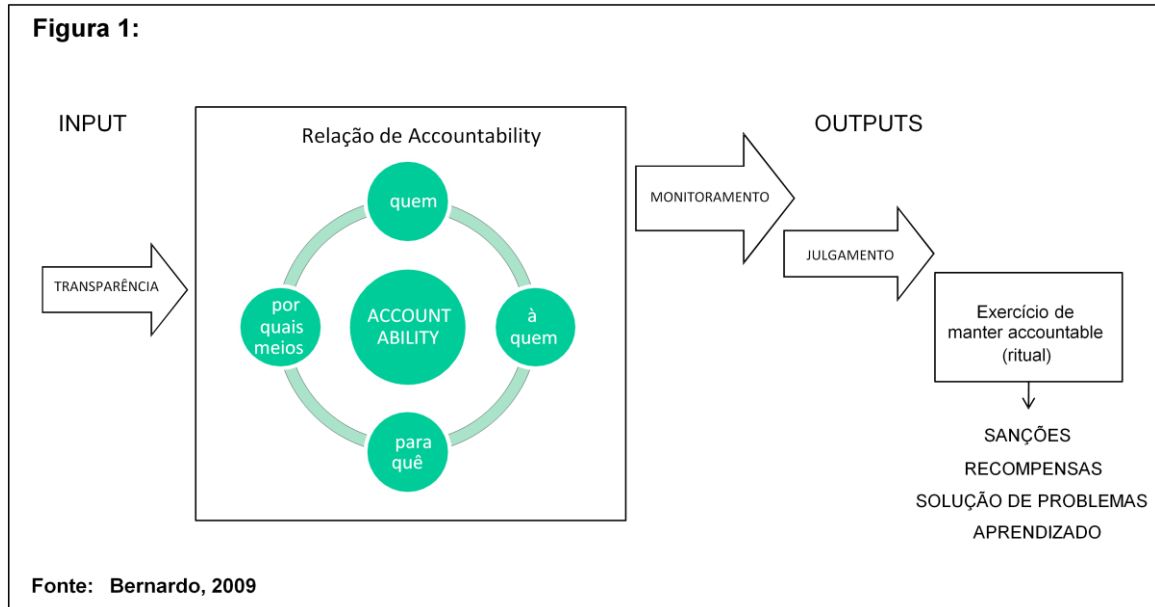 Figura 1:
INPUT
TRANSPARÊNCIA
Relação de Accountability
quem
por
quais
meios
ACCOUNT
ABILITY
à
quem
para
quê
OUTPUTS
MONITORAMENTO
JULGAMENTO
Exercício de
manter accountable
(ritual)
SANÇÕES
RECOMPENSAS
SOLUÇÃO DE PROBLEMAS
APRENDIZADO
Fonte: Bernardo, 2009